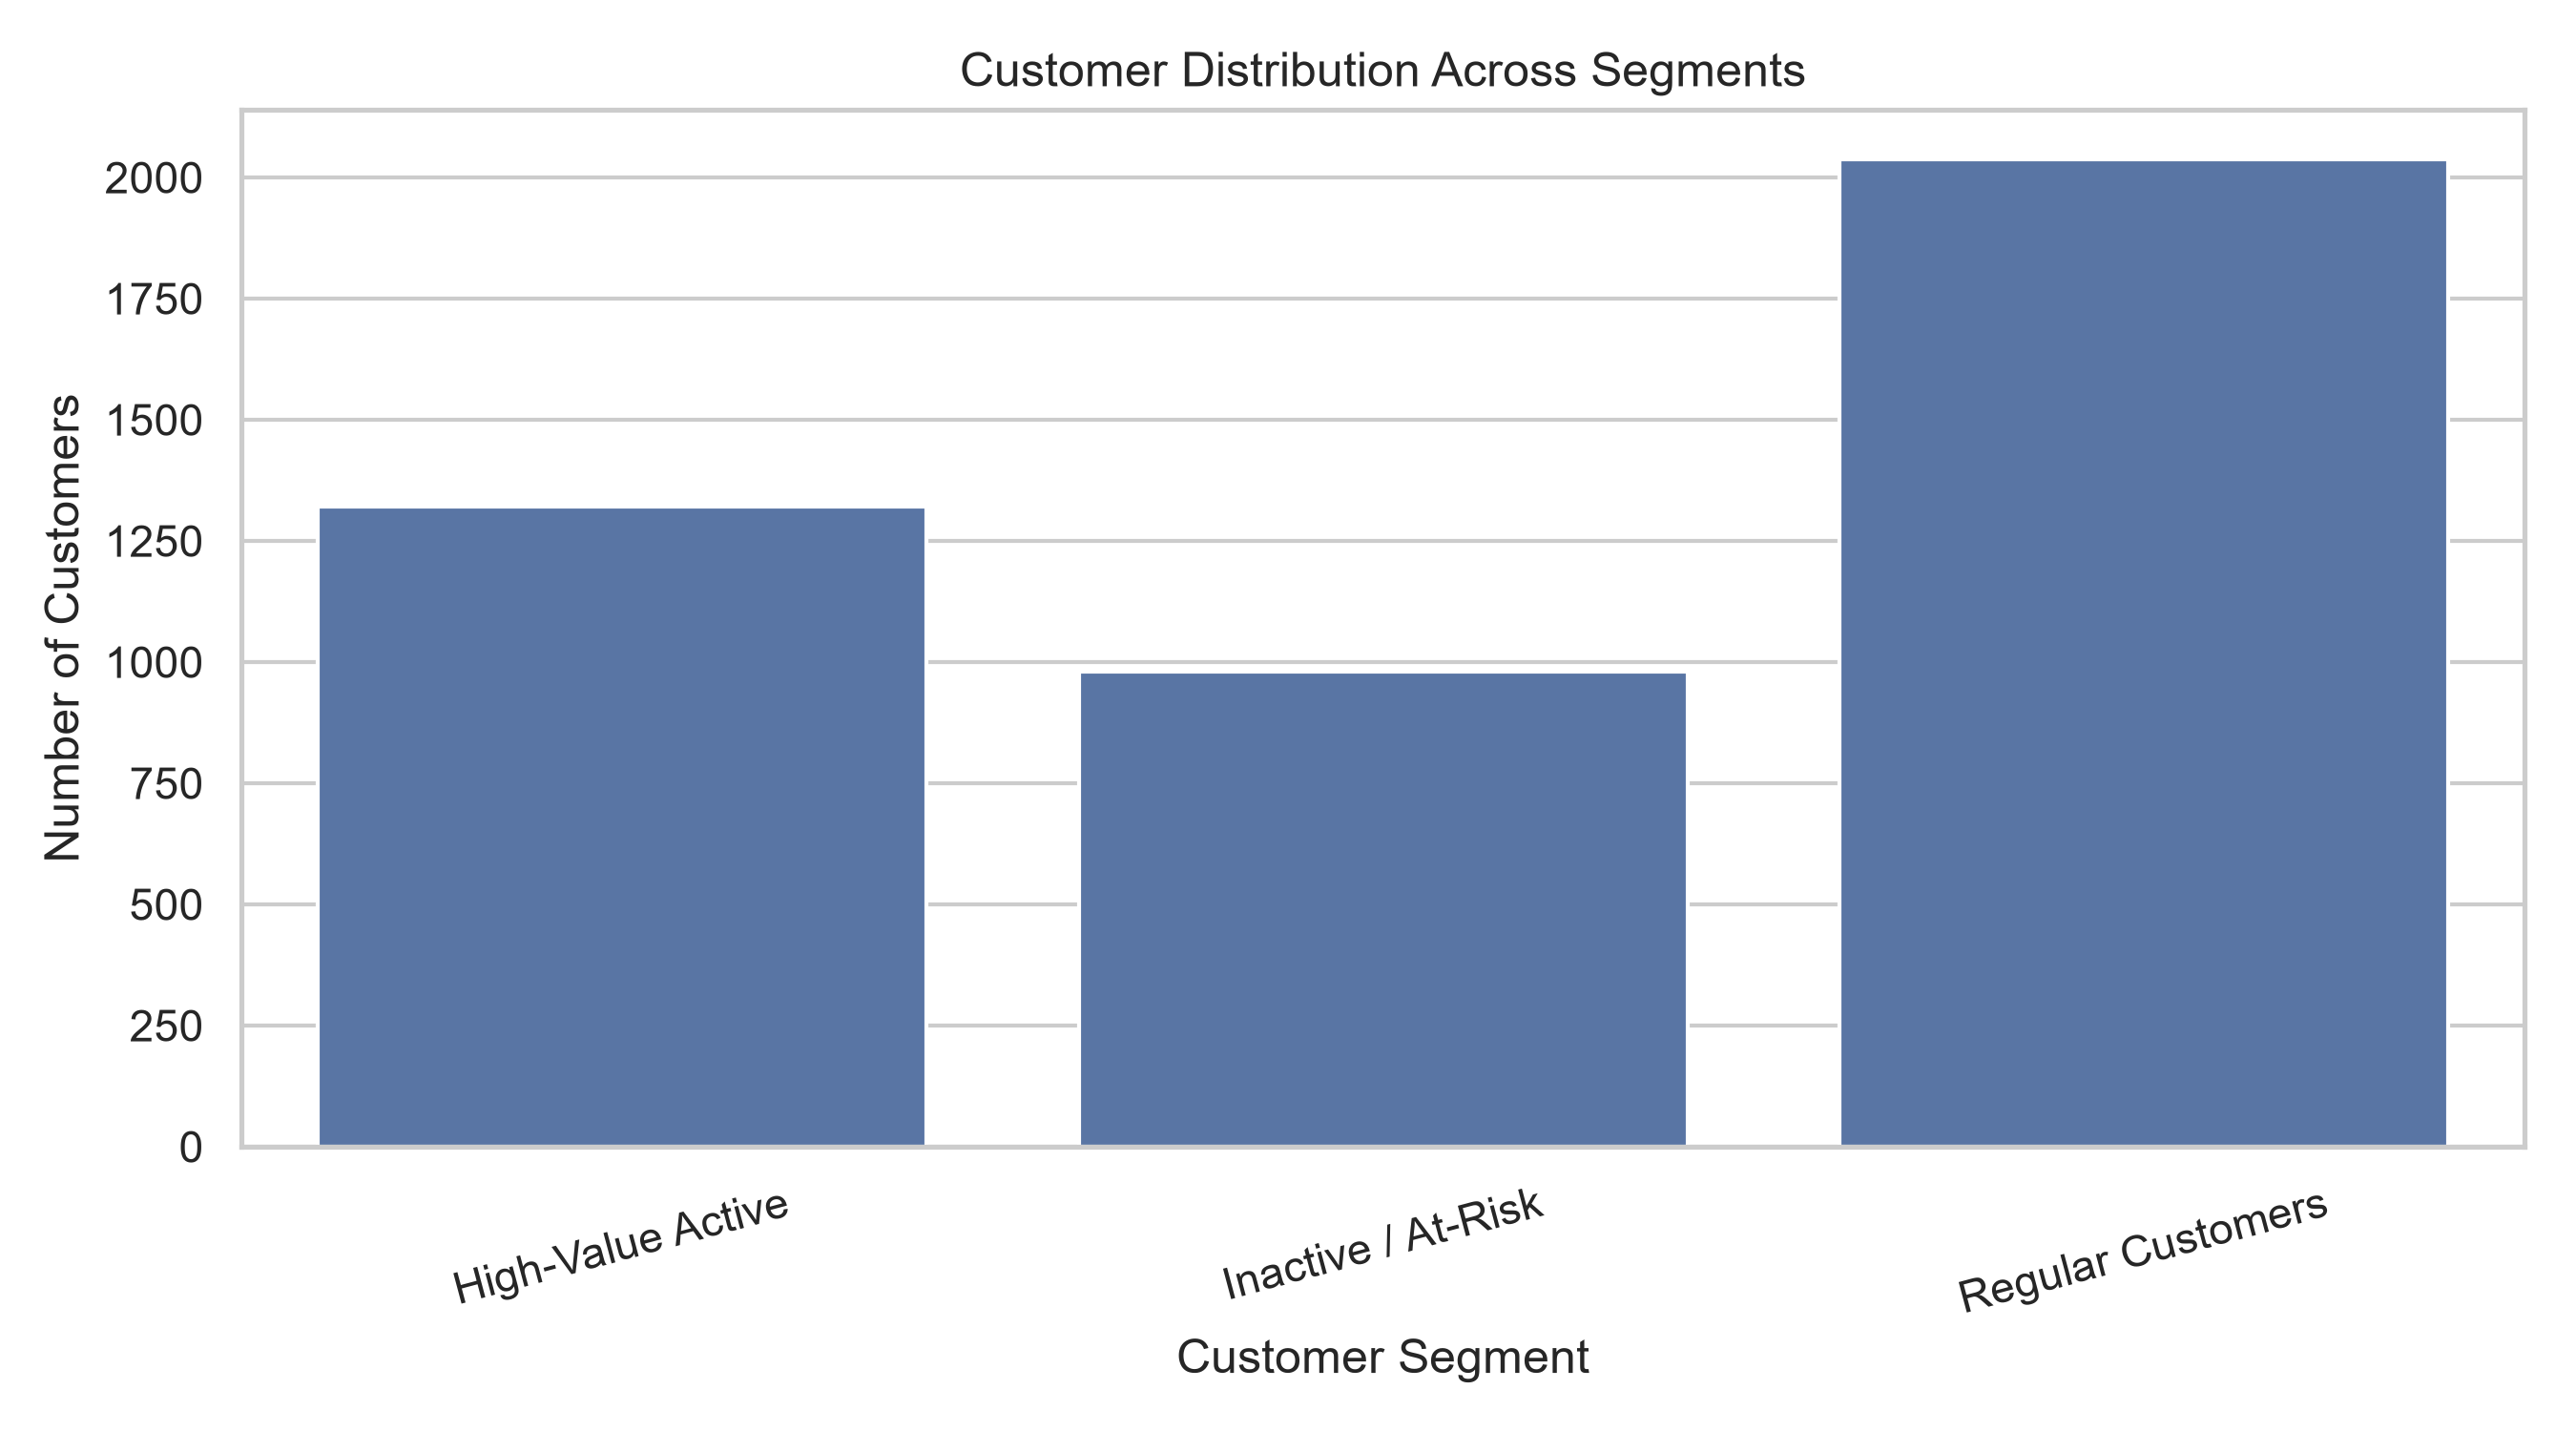 Customer Distribution Across Segments
Number of Customers
2000
1750
1500
1250
1000
750
500
250
0
High-Value Active
Inactive / At-Risk
Regular Customers
Customer Segment